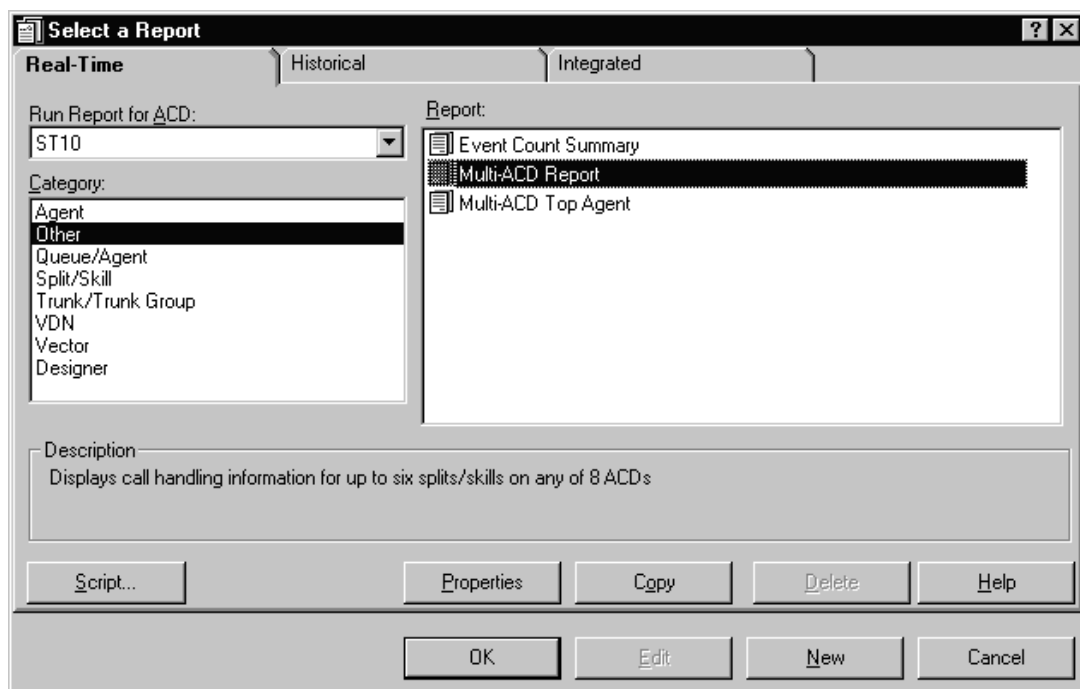 Select a Report
Real-Time
Historical
Integrated
Run Report for ACD:
ST10
Category:
Agent
Other
Queue/Agent
Split/Skill
Trunk/Trunk Group
VDN
Vector
Designer
Report:
Event Count Summary
Multi-ACD Report
Multi-ACD Top Agent
Description
Displays call handling information for up to six splits/skills on any of 8 ACDs
Script...
Properties
Copy
Delete
Help
OK
Edit
New
Cancel